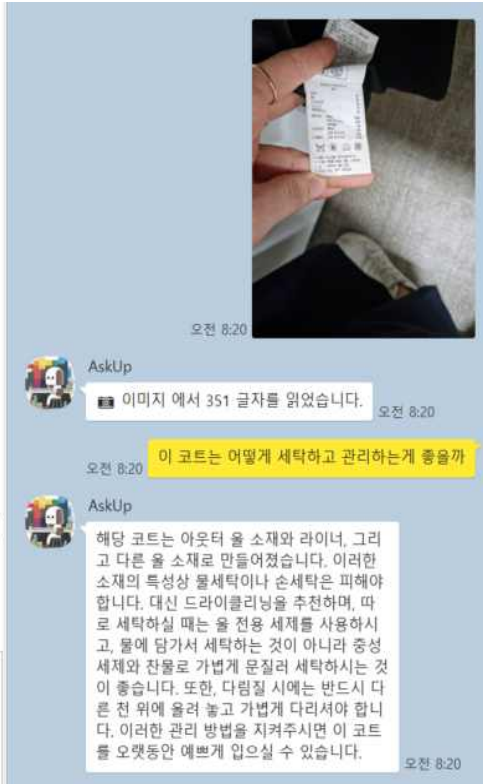 오전 8:20
AskUp
이미지 에서 351 글자를 읽었습니다.
오전 8:20
오전 8:20
이 코트는 어떻게 세탁하고 관리하는게 좋을까
AskUp
해당 코트는 아웃터 울 소재와 라이너, 그리
고 다른 울 소재로 만들어졌습니다. 이러한
소재의 특성상 물세탁이나 손세탁은 피해야
합니다. 대신 드라이클리닝을 추천하며, 따
로 세탁하실 때는 울 전용 세제를 사용하시
고, 물에 담가서 세탁하는 것이 아니라 중성
세제와 찬물로 가볍게 문질러 세탁하시는 것
이 좋습니다. 또한, 다림질 시에는 반드시 다
른 천 위에 올려 놓고 가볍게 다리셔야 합니
다. 이러한 관리 방법을 지켜주시면 이 코트
를 오랫동안 예쁘게 입으실 수 있습니다.
오전 8:20